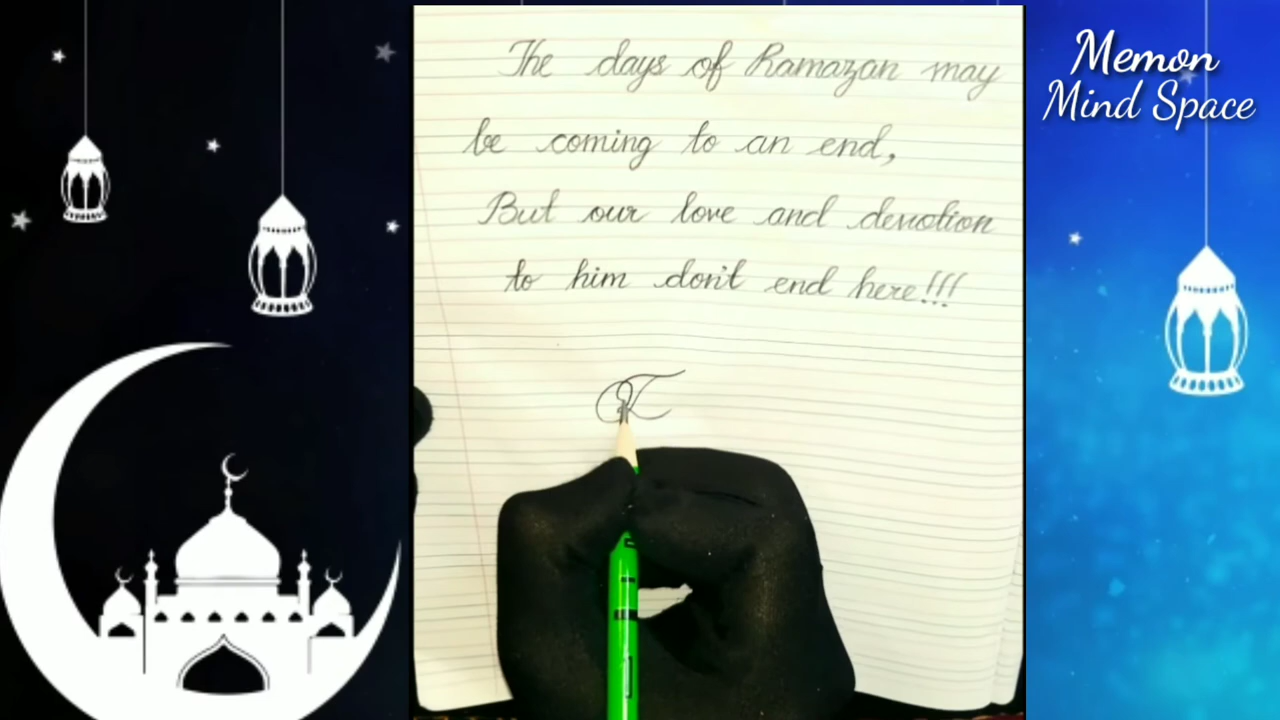 The days of Ramazan may
be coming to an end,
But our love and devotion
to him don't end here!!!
Memon
Mind Space